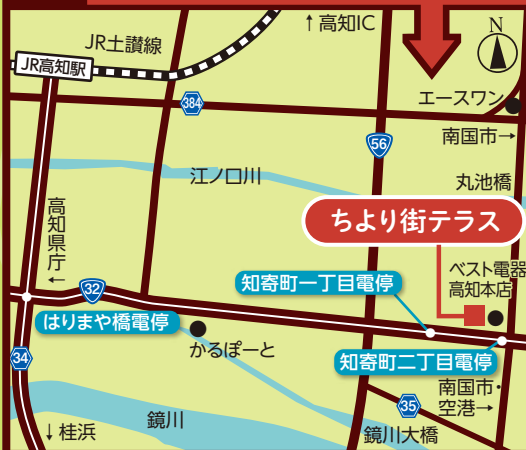 ↑高知IC
N
JR土讃線
JR高知駅
384
エースワン
南国市→
56
江ノ口川
丸池橋
高知県庁
←
ちより街テラス
ベスト電器
高知本店
知寄町一丁目電停
32
はりまや橋電停
かるぽーと
知寄町二丁目電停
34
南国市・
空港→
35
↓桂浜
鏡川
鏡川大橋